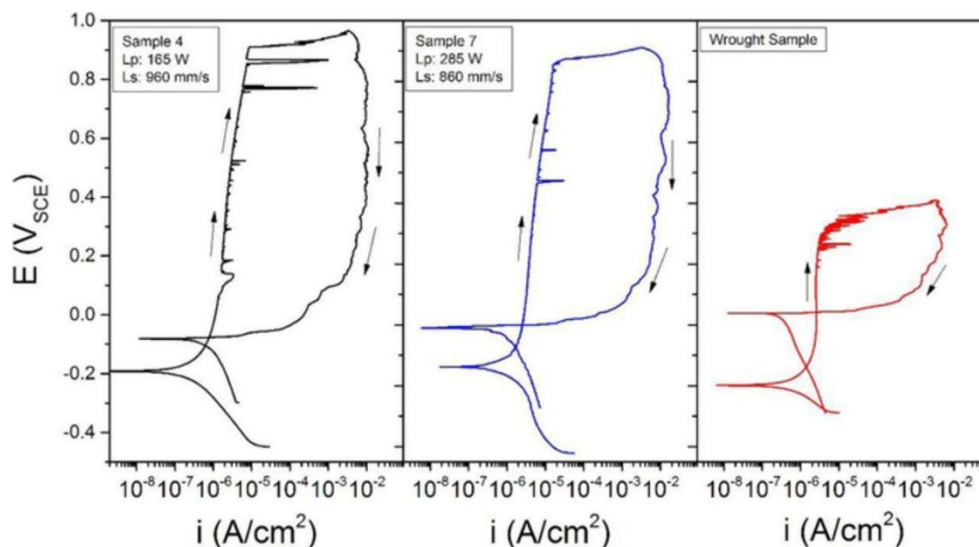 Sample 4
Lp: 165 W
Ls: 960 mm/s
Sample 7
Lp: 285 W
Ls: 860 mm/s
Wrought Sample
E (V_SCE)
1.0
0.8
0.6
0.4
0.2
0.0
-0.2
-0.4
10⁻⁸ 10⁻⁷ 10⁻⁶ 10⁻⁵ 10⁻⁴ 10⁻³ 10⁻² 10⁻⁸ 10⁻⁷ 10⁻⁶ 10⁻⁵ 10⁻⁴ 10⁻³ 10⁻² 10⁻⁸ 10⁻⁷ 10⁻⁶ 10⁻⁵ 10⁻⁴ 10⁻³ 10⁻²
i (A/cm²) i (A/cm²) i (A/cm²)